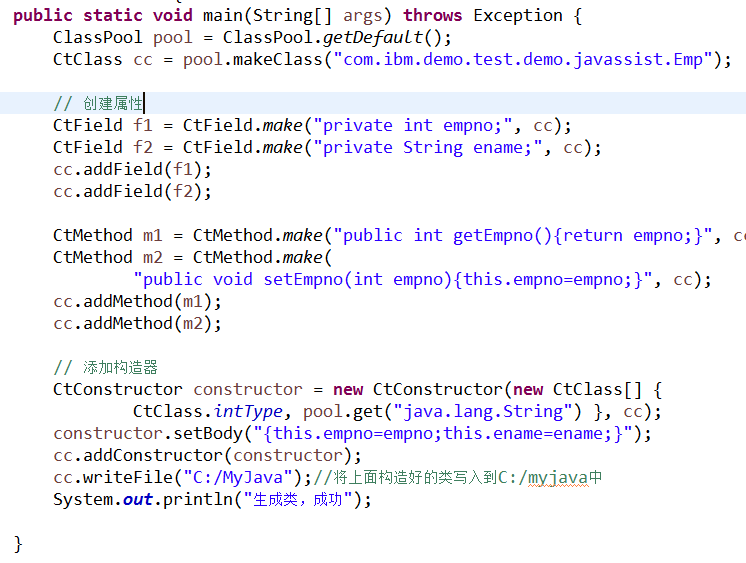 public static void main(String[] args) throws Exception {
ClassPool pool = ClassPool.getDefault();
CtClass cc = pool.makeClass("com.ibm.demo.test.demo.javassist.Emp");
// 创建属性
CtField f1 = CtField.make("private int empno;", cc);
CtField f2 = CtField.make("private String ename;", cc);
cc.addField(f1);
cc.addField(f2);
CtMethod m1 = CtMethod.make("public int getEmpno(){return empno;}", cc
CtMethod m2 = CtMethod.make(
"public void setEmpno(int empno){this.empno=empno;}", cc);
cc.addMethod(m1);
cc.addMethod(m2);
// 添加构造器
CtConstructor constructor = new CtConstructor(new CtClass[] {
CtClass.intType, pool.get("java.lang.String") }, cc);
constructor.setBody("{this.empno=empno;this.ename=ename;}");
cc.addConstructor(constructor);
cc.writeFile("C:/MyJava");//将上面构造好的类写入到C:/myjava中
System.out.println("生成类，成功");
}